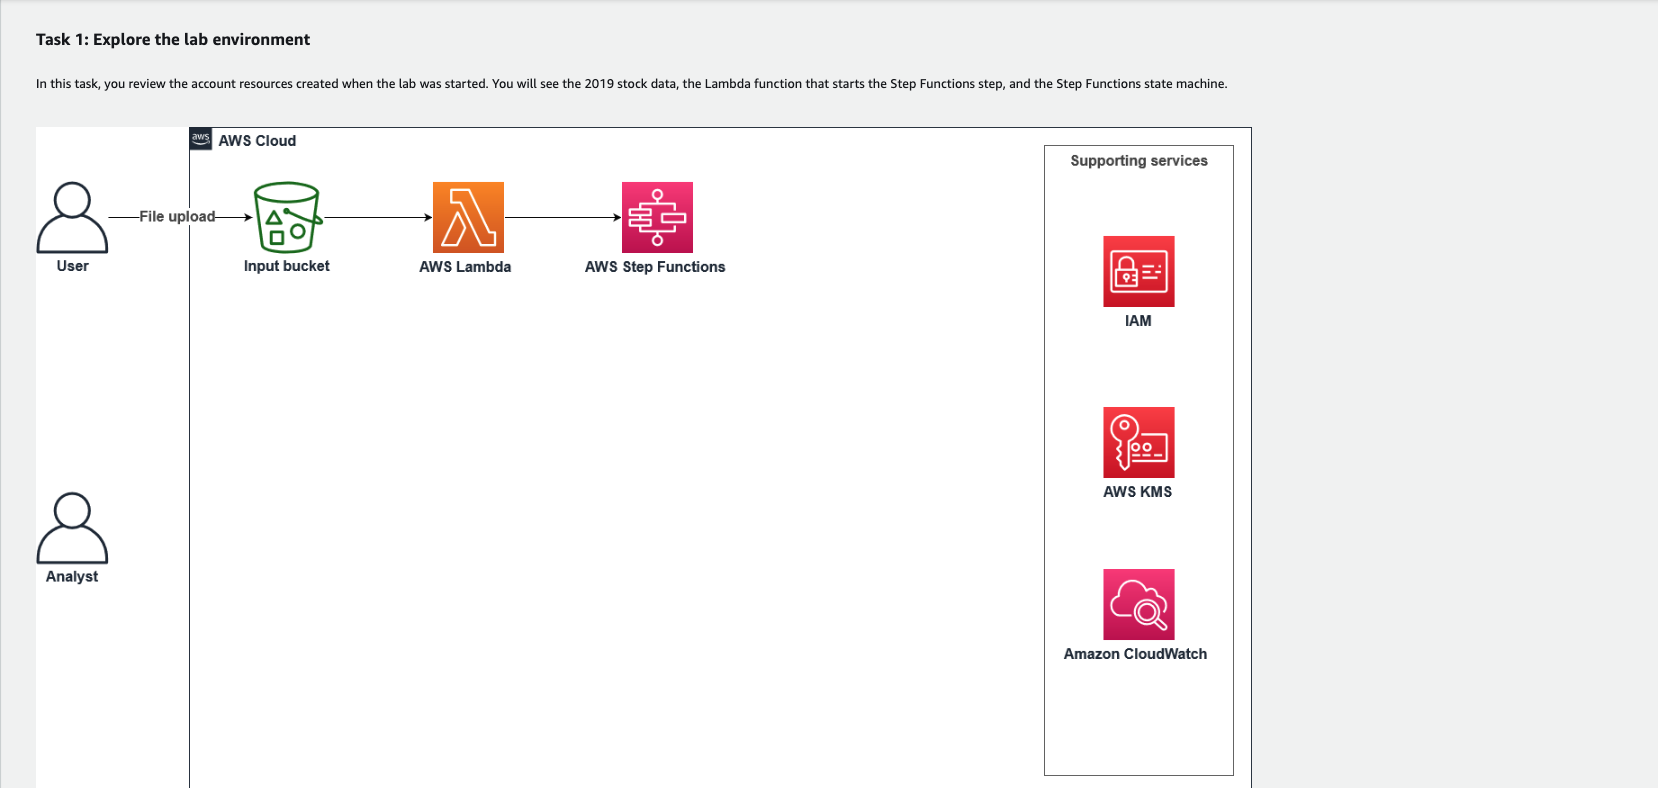 Task 1: Explore the lab environment
In this task, you review the account resources created when the lab was started. You will see the 2019 stock data, the Lambda function that starts the Step Functions step, and the Step Functions state machine.
aws
AWS Cloud
Supporting services
File upload
User
Input bucket
AWS Lambda
AWS Step Functions
IAM
AWS KMS
Analyst
Amazon CloudWatch